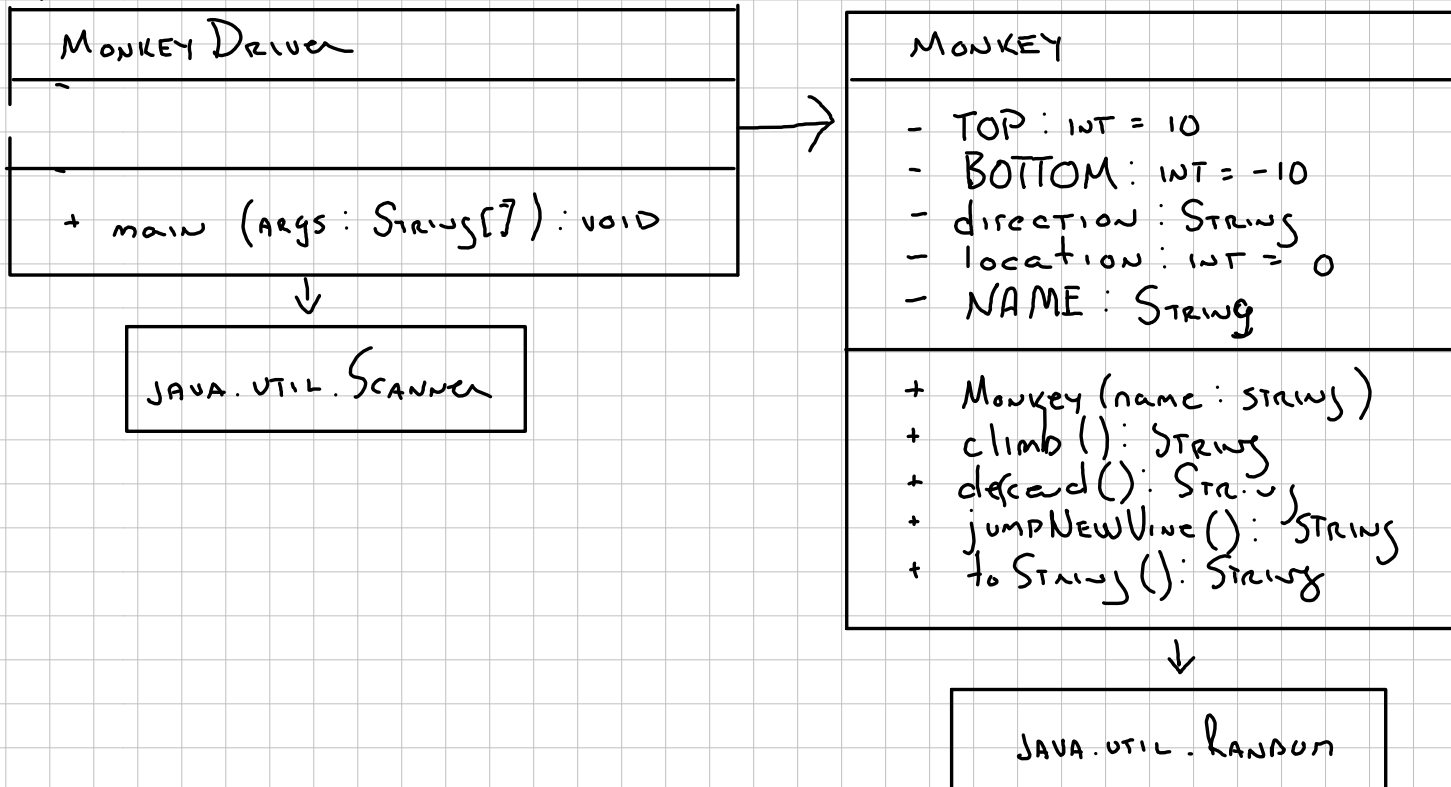 MONKEY DRIVER
-
-
+ main (ARgs : STRING[]) : VOID
JAVA.UTIL.SCANNER
MONKEY
- TOP : INT = 10
- BOTTOM : INT = -10
- direction : STRING
- location : INT = 0
- NAME : STRING
+ Monkey (name : STRING)
+ climb () : STRING
+ descend () : STRING
+ jUMPNEWVINE () : STRING
+ toSTRING () : STRING
JAVA.UTIL.RANDOM